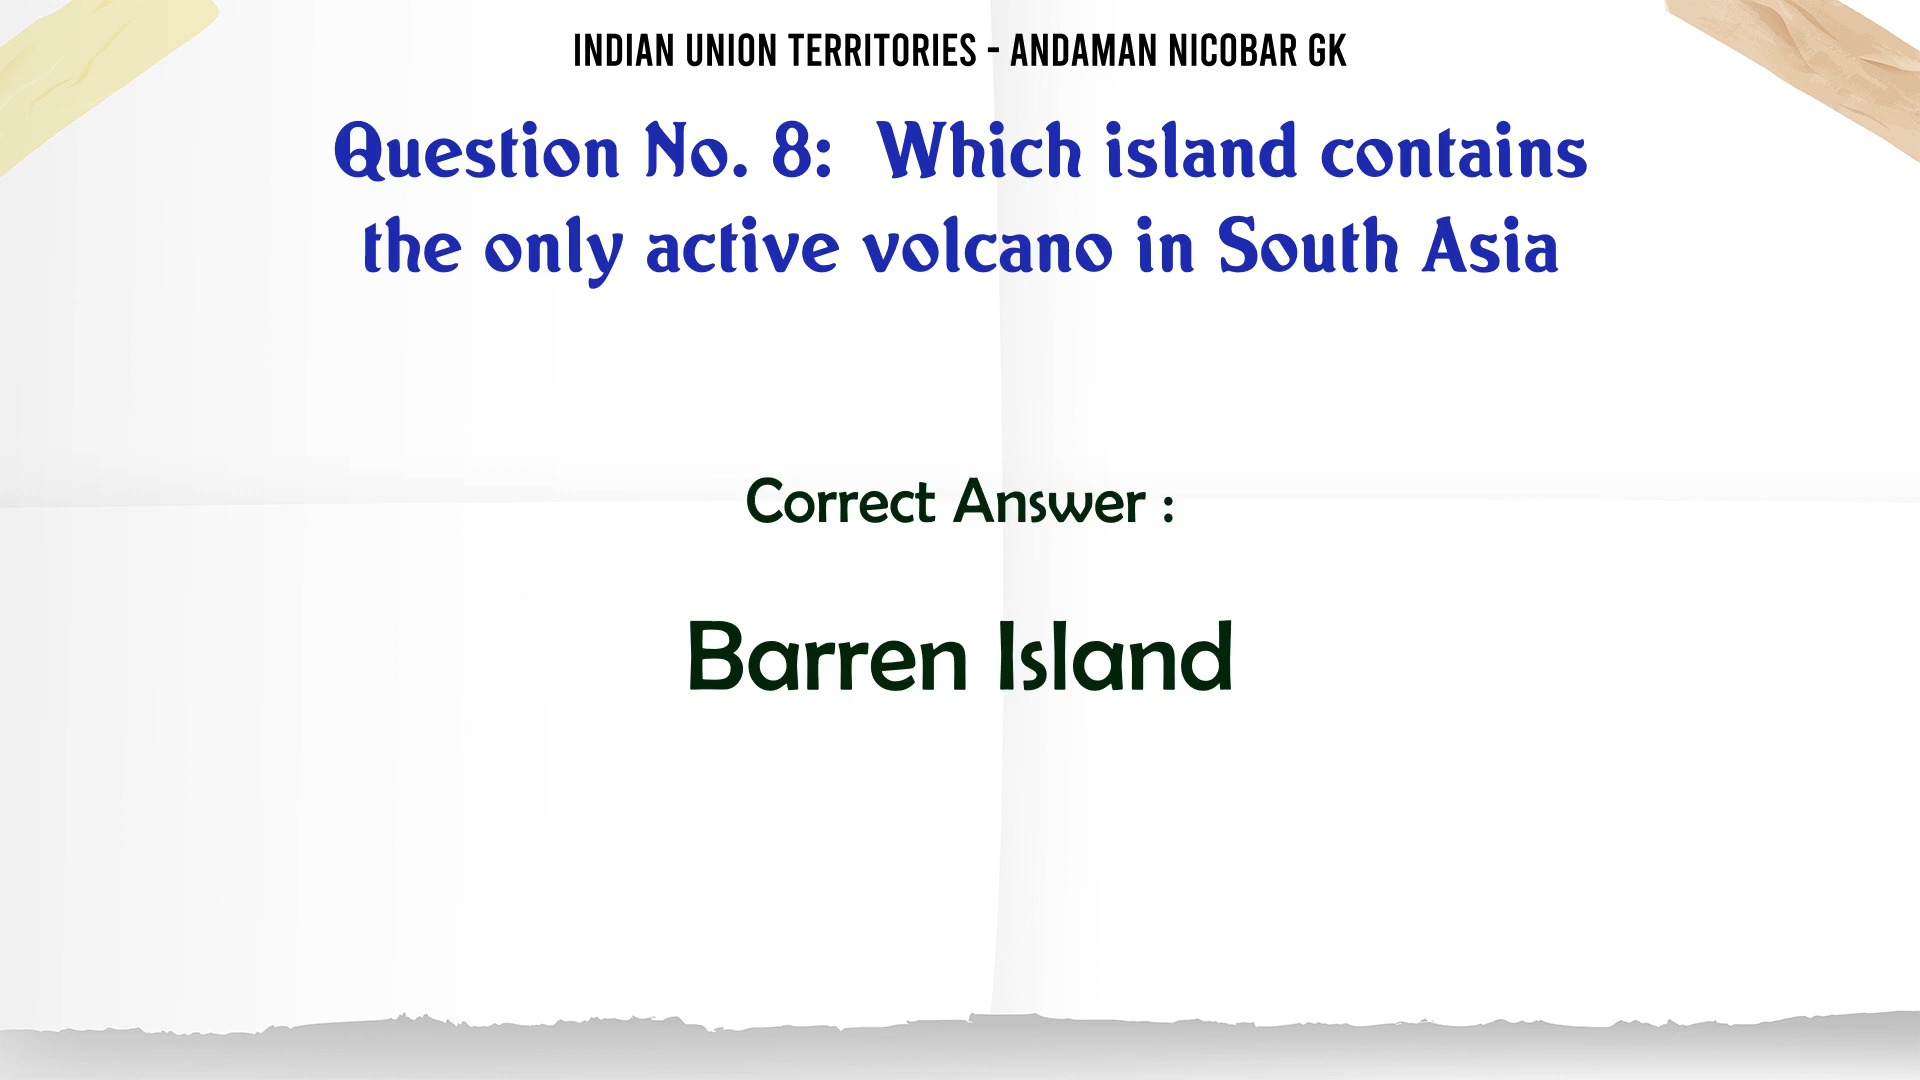 INDIAN UNION TERRITORIES - ANDAMAN NICOBAR GK
Question No. 8: Which island contains
the only active volcano in South Asia
Correct Answer :
Barren Island